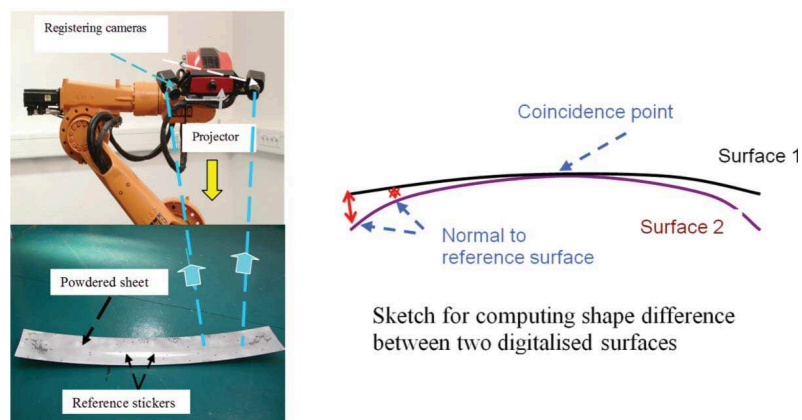 Registering cameras
Projector
Powdered sheet
Reference stickers
Coincidence point
Surface 1
Surface 2
Normal to
reference surface
Sketch for computing shape difference
between two digitalised surfaces